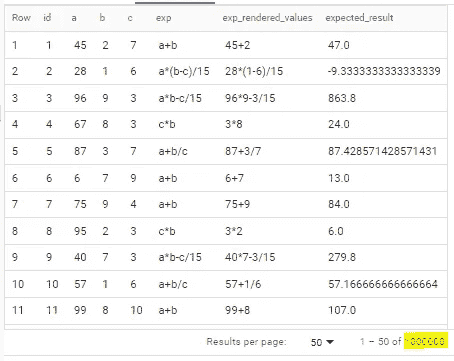 Row id a b c exp exp_rendered_values expected_result
1 1 45 2 7 a+b 45+2 47.0
2 2 28 1 6 a*(b-c)/15 28*(1-6)/15 -9.3333333333333339
3 3 96 9 3 a*b-c/15 96*9-3/15 863.8
4 4 67 8 3 c*b 3*8 24.0
5 5 87 3 7 a+b/c 87+3/7 87.428571428571431
6 6 6 7 9 a+b 6+7 13.0
7 7 75 9 4 a+b 75+9 84.0
8 8 95 2 3 c*b 3*2 6.0
9 9 40 7 3 a*b-c/15 40*7-3/15 279.8
10 10 57 1 6 a+b/c 57+1/6 57.166666666666664
11 11 99 8 10 a+b 99+8 107.0
Results per page: 50 1 – 50 of